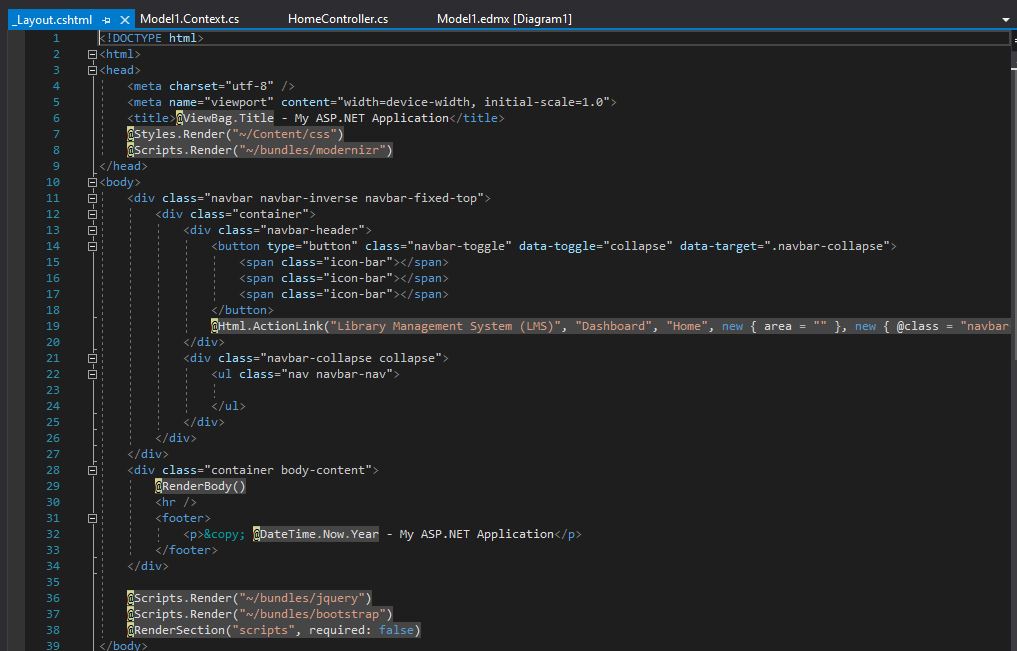 _Layout.cshtml Model1.Context.cs HomeController.cs Model1.edmx [Diagram1]
1 <!DOCTYPE html>
2 <html>
3 <head>
4 <meta charset="utf-8" />
5 <meta name="viewport" content="width=device-width, initial-scale=1.0">
6 <title>@ViewBag.Title - My ASP.NET Application</title>
7 @Styles.Render("~/Content/css")
8 @Scripts.Render("~/bundles/modernizr")
9 </head>
10 <body>
11 <div class="navbar navbar-inverse navbar-fixed-top">
12 <div class="container">
13 <div class="navbar-header">
14 <button type="button" class="navbar-toggle" data-toggle="collapse" data-target=".navbar-collapse">
15 <span class="icon-bar"></span>
16 <span class="icon-bar"></span>
17 <span class="icon-bar"></span>
18 </button>
19 @Html.ActionLink("Library Management System (LMS)", "Dashboard", "Home", new { area = "" }, new { @class = "navbar
20 </div>
21 <div class="navbar-collapse collapse">
22 <ul class="nav navbar-nav">
23
24 </ul>
25 </div>
26 </div>
27 </div>
28 <div class="container body-content">
29 @RenderBody()
30 <hr />
31 <footer>
32 <p>&copy; @DateTime.Now.Year - My ASP.NET Application</p>
33 </footer>
34 </div>
35
36 @Scripts.Render("~/bundles/jquery")
37 @Scripts.Render("~/bundles/bootstrap")
38 @RenderSection("scripts", required: false)
39 </body>